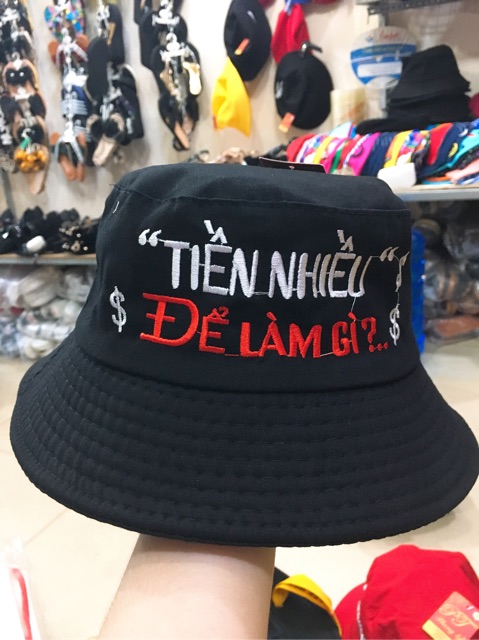 “TIỀN NHIỀU“
$ ĐỂ LÀM GÌ?.. $